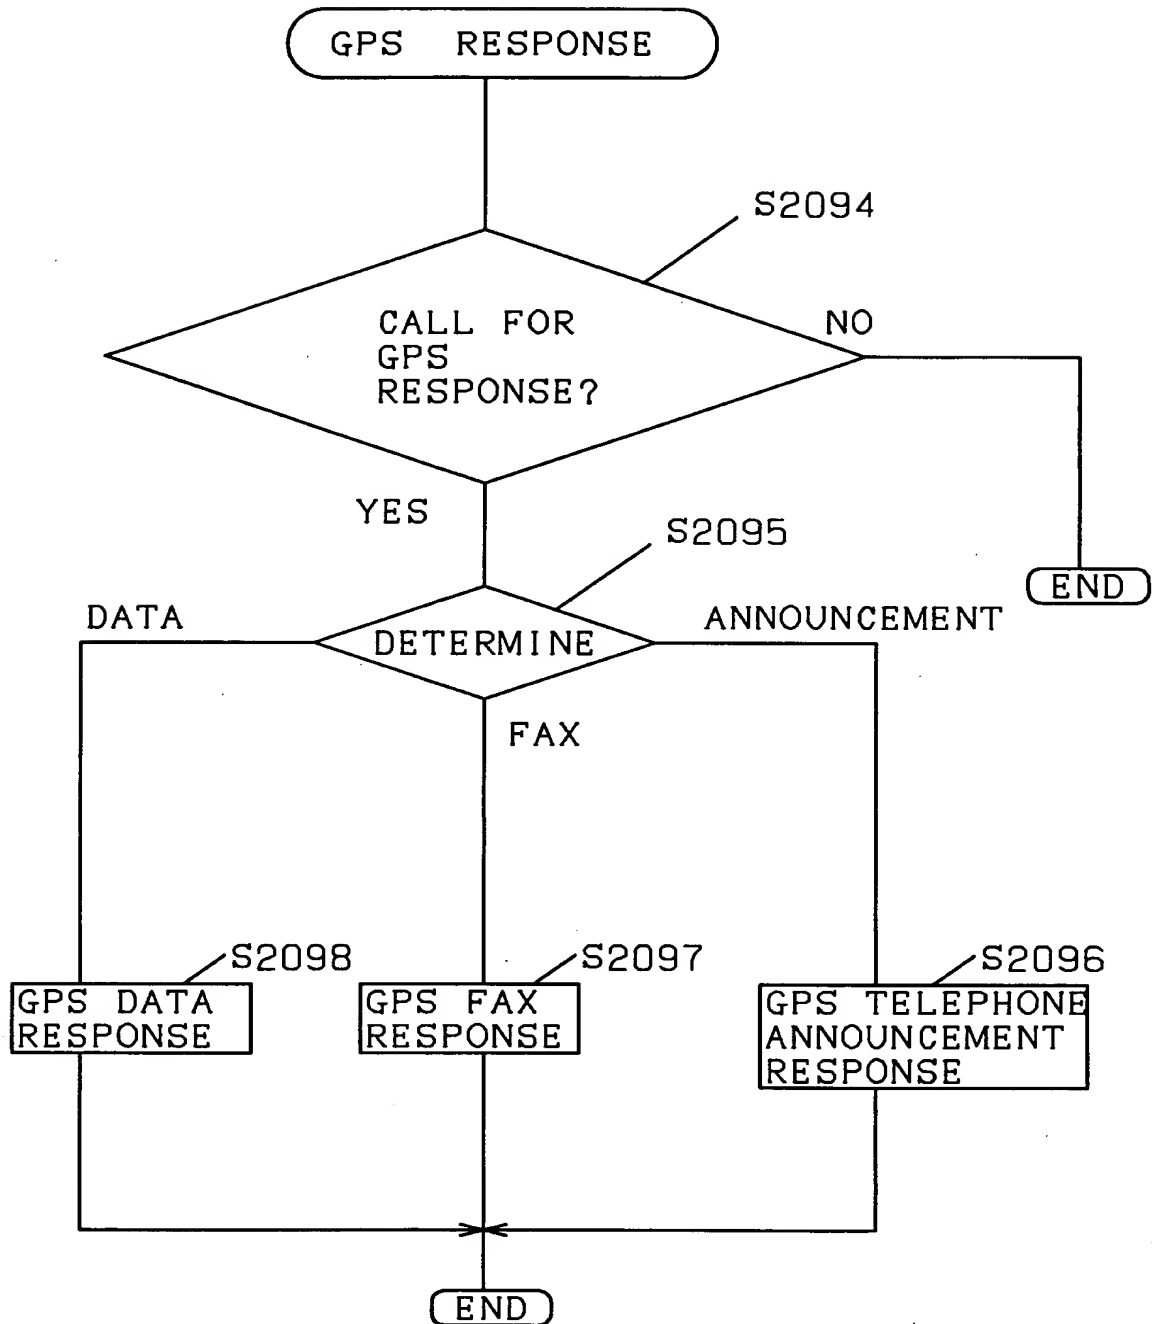 GPS RESPONSE
S2094
CALL FOR
GPS
RESPONSE?
NO
YES
S2095
END
DATA
DETERMINE
ANNOUNCEMENT
FAX
S2098
S2097
S2096
GPS DATA
RESPONSE
GPS FAX
RESPONSE
GPS TELEPHONE
ANNOUNCEMENT
RESPONSE
END